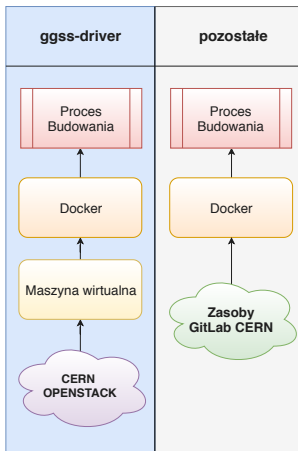 ggss-driver
pozostałe
Proces
Budowania
Proces
Budowania
Docker
Docker
Maszyna wirtualna
Zasoby
GitLab CERN
CERN
OPENSTACK